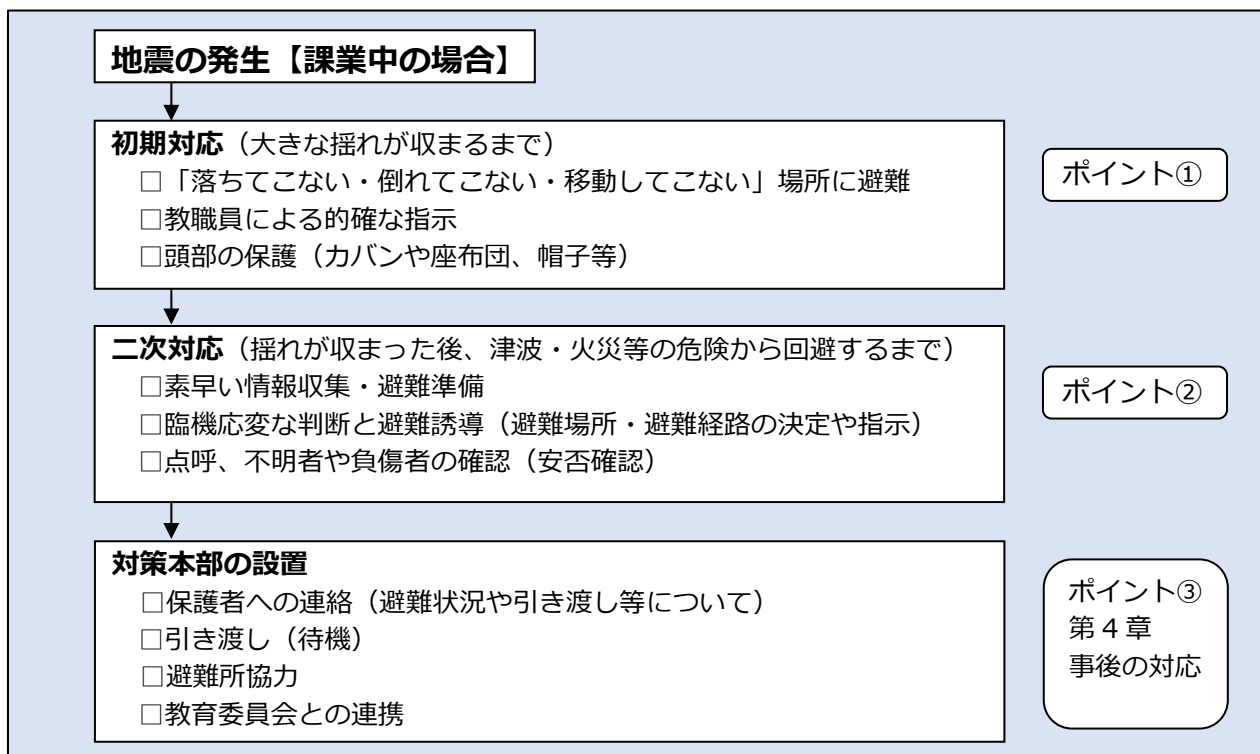 地震の発生【課業中の場合】
初期対応（大きな揺れが収まるまで）
□「落ちてこない・倒れてこない・移動してこない」場所に避難
□教職員による的確な指示
□頭部の保護（カバンや座布団、帽子等）
ポイント①
二次対応（揺れが収まった後、津波・火災等の危険から回避するまで）
□素早い情報収集・避難準備
□臨機応変な判断と避難誘導（避難場所・避難経路の決定や指示）
□点呼、不明者や負傷者の確認（安否確認）
ポイント②
対策本部の設置
□保護者への連絡（避難状況や引き渡し等について）
□引き渡し（待機）
□避難所協力
□教育委員会との連携
ポイント③
第４章
事後の対応